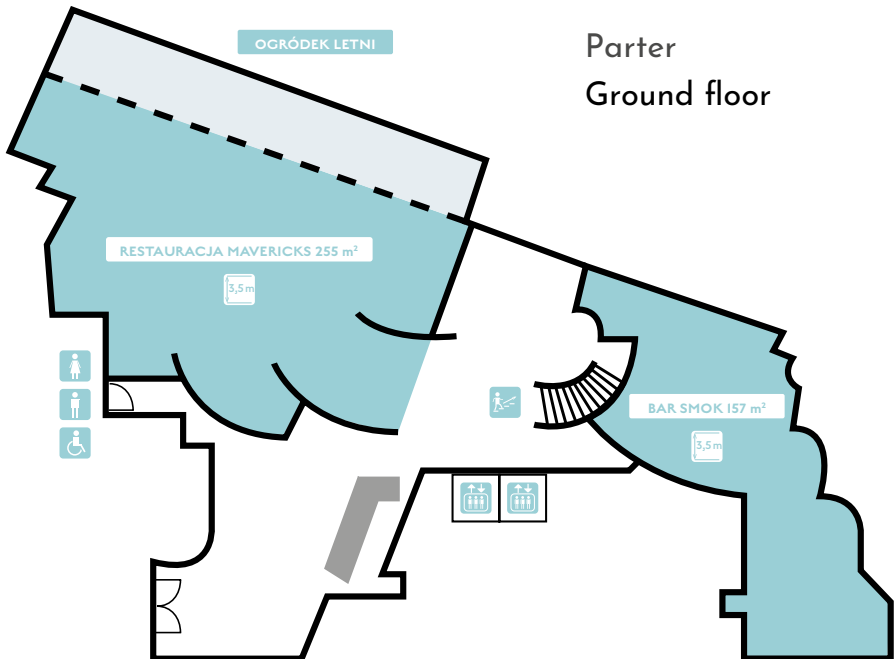 OGRÓDEK LETNI
Parter
Ground floor
RESTAURACJA MAVERICKS 255 m²
3,5 m
BAR SMOK 157 m²
3,5 m